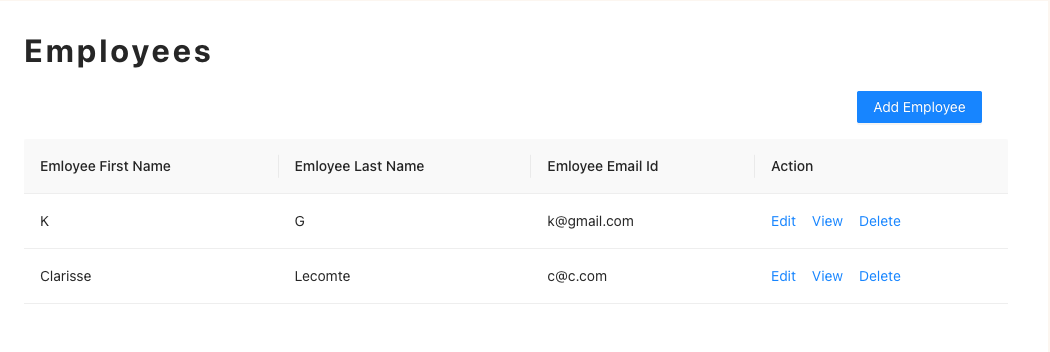 Employees
Add Employee
Emloyee First Name Emloyee Last Name Emloyee Email Id Action
K G k@gmail.com Edit View Delete
Clarisse Lecomte c@c.com Edit View Delete